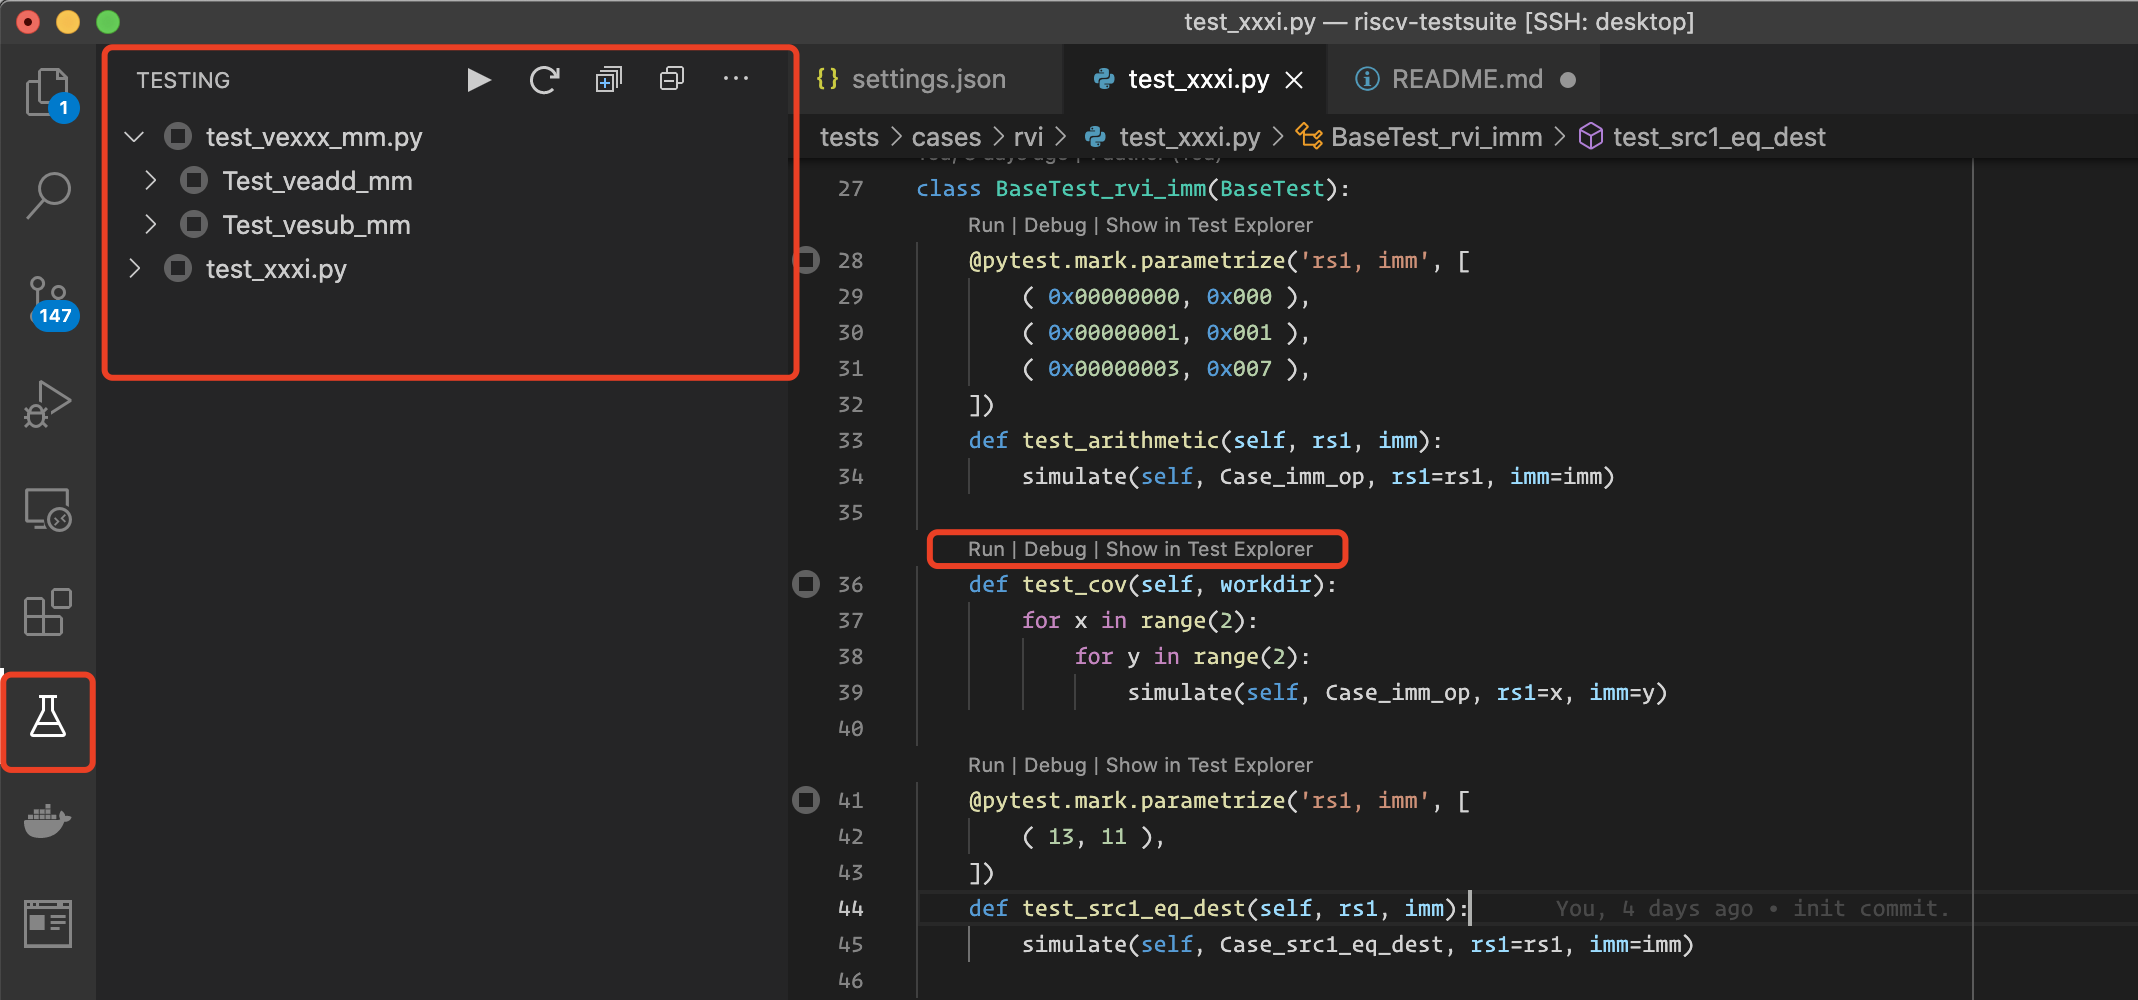 test_xxxi.py — riscv-testsuite [SSH: desktop]
1
147
TESTING
test_vexxx_mm.py
Test_veadd_mm
Test_vesub_mm
test_xxxi.py
{} settings.json
test_xxxi.py
README.md
tests > cases > rvi > test_xxxi.py > BaseTest_rvi_imm > test_src1_eq_dest
27 class BaseTest_rvi_imm(BaseTest):
Run | Debug | Show in Test Explorer
28 @pytest.mark.parametrize('rs1, imm', [
29 ( 0x00000000, 0x000 ),
30 ( 0x00000001, 0x001 ),
31 ( 0x00000003, 0x007 ),
32 ])
33 def test_arithmetic(self, rs1, imm):
34 simulate(self, Case_imm_op, rs1=rs1, imm=imm)
35
Run | Debug | Show in Test Explorer
36 def test_cov(self, workdir):
37 for x in range(2):
38 for y in range(2):
39 simulate(self, Case_imm_op, rs1=x, imm=y)
40
Run | Debug | Show in Test Explorer
41 @pytest.mark.parametrize('rs1, imm', [
42 ( 13, 11 ),
43 ])
44 def test_src1_eq_dest(self, rs1, imm): You, 4 days ago • init commit.
45 simulate(self, Case_src1_eq_dest, rs1=rs1, imm=imm)
46